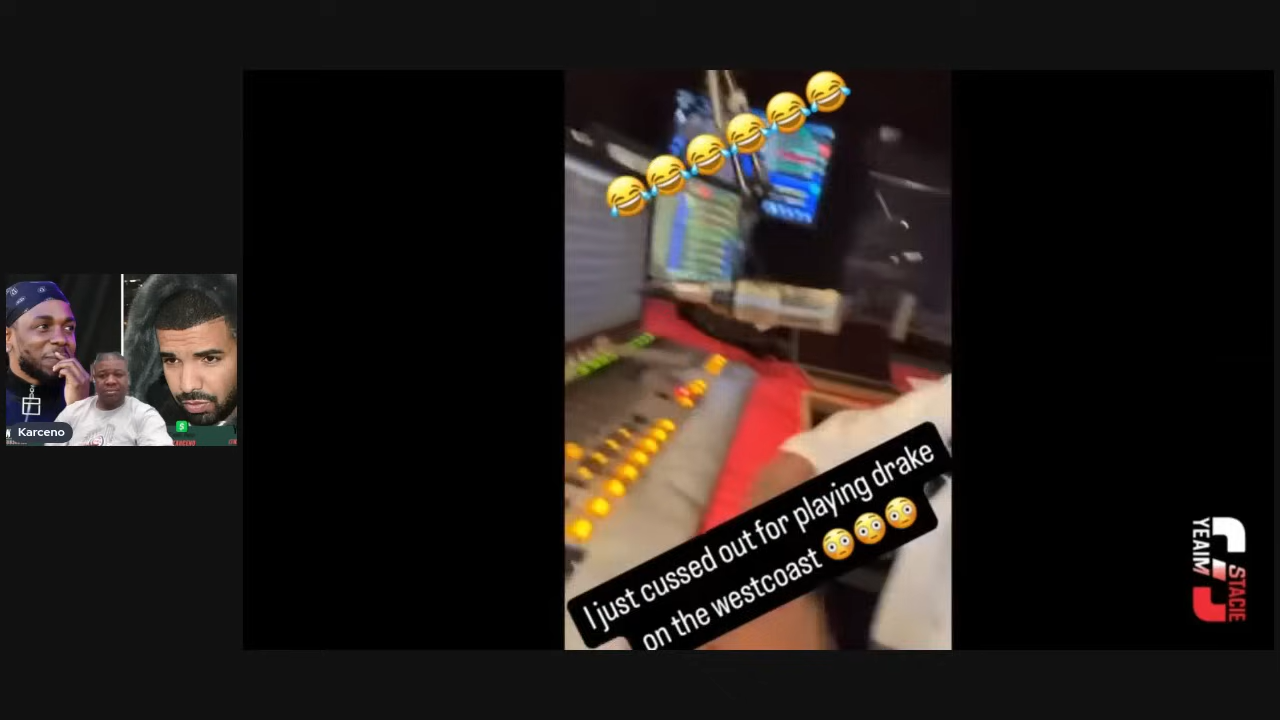 I just cussed out for playing drake
on the westcoast 😳😳😳
Karceno
YEAIM
STACIE